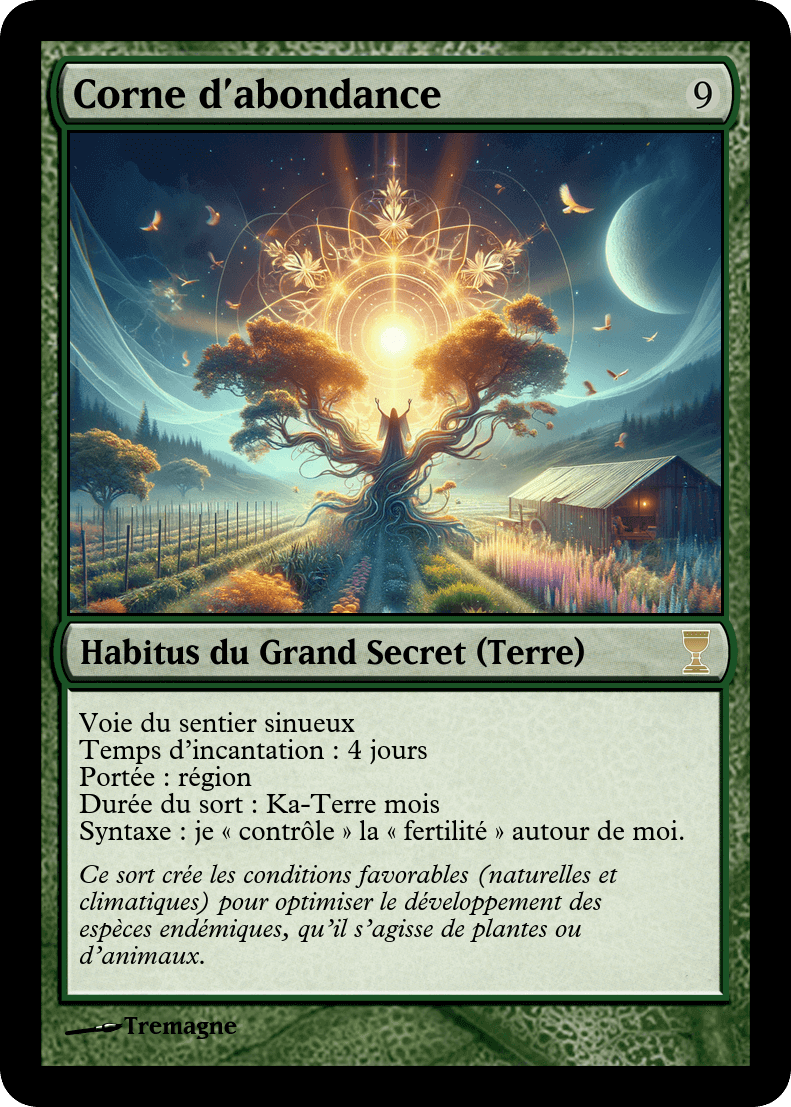 Corne d'abondance
9
Habitus du Grand Secret (Terre)
Voie du sentier sinueux
Temps d'incantation : 4 jours
Portée : région
Durée du sort : Ka-Terre mois
Syntaxe : je « contrôle » la « fertilité » autour de moi.
Ce sort crée les conditions favorables (naturelles et
climatiques) pour optimiser le développement des
espèces endémiques, qu'il s'agisse de plantes ou
d'animaux.
Tremagne